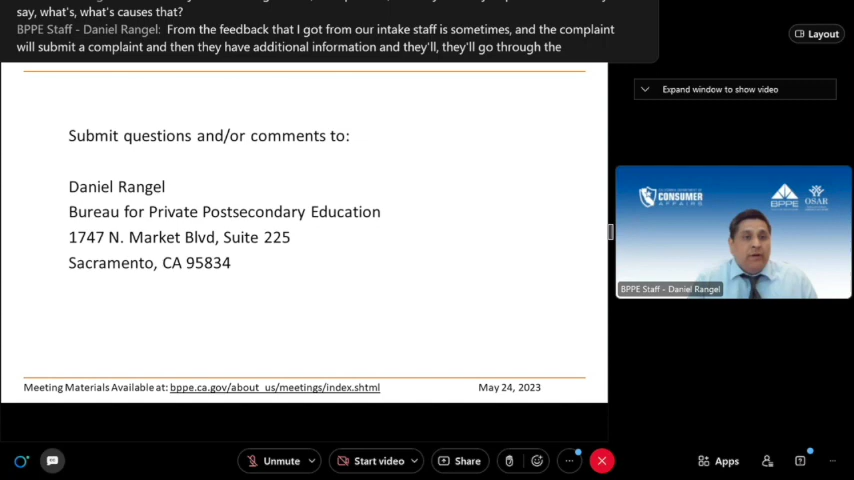 say, what's, what's causes that?
BPPE Staff - Daniel Rangel: From the feedback that I got from our intake staff is sometimes, and the complaint
will submit a complaint and then they have additional information and they'll, they'll go through the
Layout
Expand window to show video
Submit questions and/or comments to:
Daniel Rangel
Bureau for Private Postsecondary Education
1747 N. Market Blvd, Suite 225
Sacramento, CA 95834
CONSUMER
AFFAIRS
BPPE
OSAR
BPPE Staff - Daniel Rangel
Meeting Materials Available at: bppe.ca.gov/about_us/meetings/index.shtml
May 24, 2023
Unmute
Start video
Share
Apps